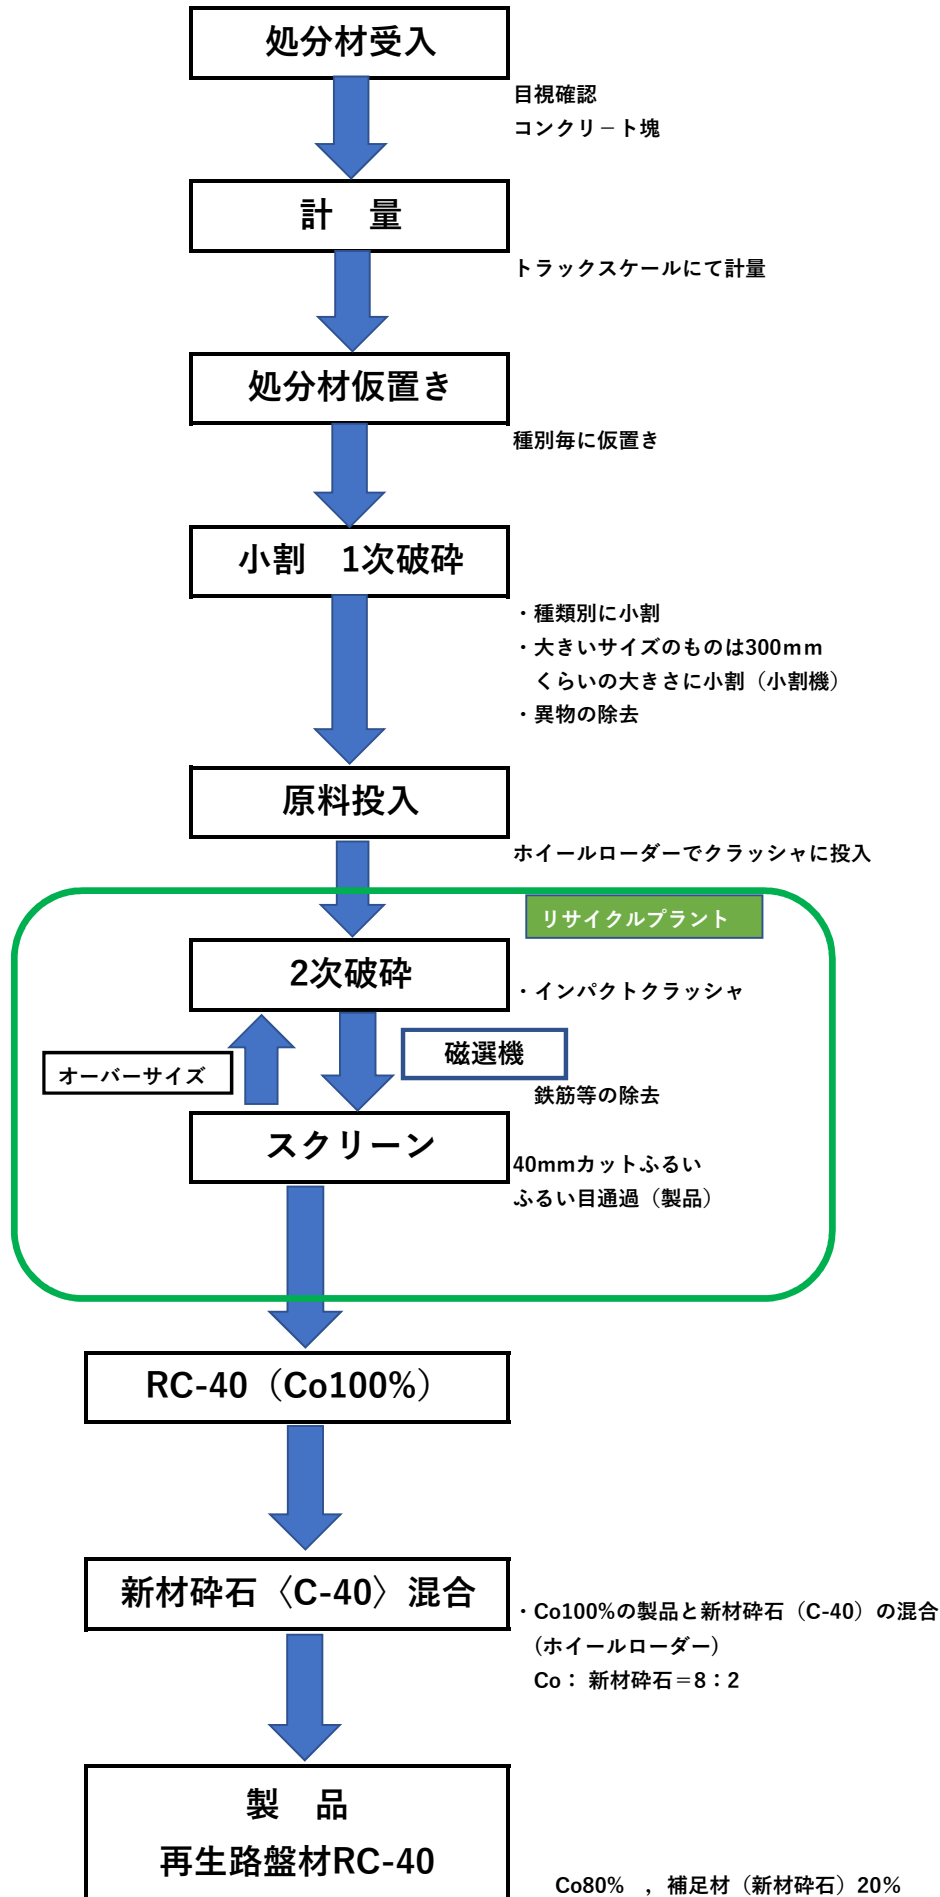 処分材受入
目視確認
コンクリート塊
計　量
トラックスケールにて計量
処分材仮置き
種別毎に仮置き
小割　1次破砕
・種類別に小割
・大きいサイズのものは300mm
くらいの大きさに小割（小割機）
・異物の除去
原料投入
ホイールローダーでクラッシャに投入
リサイクルプラント
2次破砕
・インパクトクラッシャ
磁選機
オーバーサイズ
鉄筋等の除去
スクリーン
40mmカットふるい
ふるい目通過（製品）
RC-40（Co100%）
新材砕石〈C-40〉混合
・Co100%の製品と新材砕石（C-40）の混合
(ホイールローダー)
Co： 新材砕石＝8：2
製　品
再生路盤材RC-40
Co80%　，補足材（新材砕石）20%